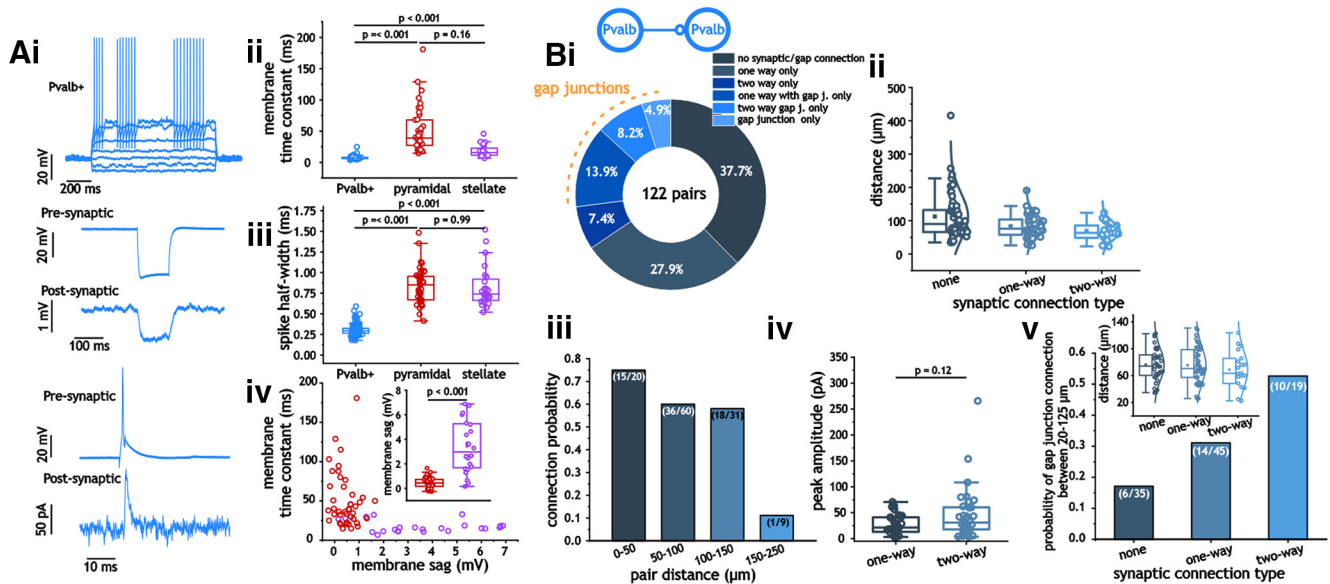 Ai
Pvalb+
20 mV
200 ms
Pre-synaptic
20 mV
Post-synaptic
1 mV
100 ms
Pre-synaptic
20 mV
Post-synaptic
50 pA
10 ms
ii
p < 0.001
p =< 0.001
p = 0.16
membrane
time constant (ms)
200
150
100
50
0
Pvalb+
pyramidal
stellate
iii
p < 0.001
p =< 0.001
p = 0.99
spike half-width (ms)
1.75
1.50
1.25
1.00
0.75
0.50
0.25
0.00
Pvalb+
pyramidal
stellate
iv
membrane
time constant (ms)
200
150
100
50
0
0 1 2 3 4 5 6 7
membrane sag (mV)
p < 0.001
membrane sag (mV)
8
6
4
2
0
Bi
Pvalb
Pvalb
no synaptic/gap connection
one way only
two way only
one way with gap j. only
two way gap j. only
gap junction only
gap junctions
4.9%
8.2%
13.9%
7.4%
27.9%
37.7%
122 pairs
ii
distance (µm)
500
400
300
200
100
0
none
one-way
two-way
synaptic connection type
iii
connection probability
0.8
0.7
0.6
0.5
0.4
0.3
0.2
0.1
0.0
(15/20)
(36/60)
(18/31)
(1/9)
0-50
50-100
100-150
150-250
pair distance (µm)
iv
peak amplitude (pA)
350
300
250
200
150
100
50
0
p = 0.12
one-way
two-way
v
probability of gap junction connection
between 20-125 µm
0.6
0.5
0.4
0.3
0.2
0.1
0.0
distance (µm)
140
100
60
20
none
one-way
two-way
(6/35)
(14/45)
(10/19)
none
one-way
two-way
synaptic connection type